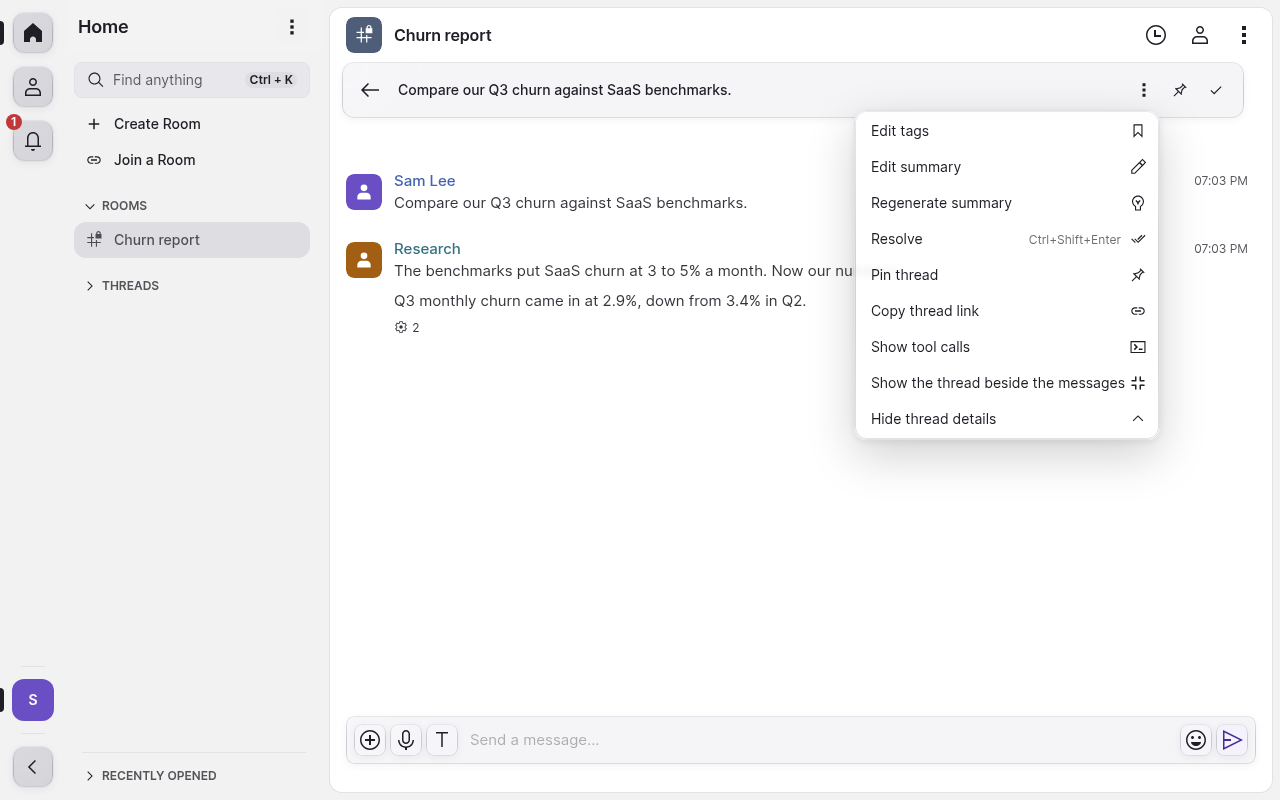 Home
Find anything
Ctrl + K
1
Create Room
Join a Room
ROOMS
Churn report
THREADS
S
RECENTLY OPENED
Churn report
Compare our Q3 churn against SaaS benchmarks.
Sam Lee
07:03 PM
Compare our Q3 churn against SaaS benchmarks.
Research
07:03 PM
The benchmarks put SaaS churn at 3 to 5% a month. Now our
Q3 monthly churn came in at 2.9%, down from 3.4% in Q2.
2
Edit tags
Edit summary
Regenerate summary
Resolve
Ctrl+Shift+Enter
Pin thread
Copy thread link
Show tool calls
Show the thread beside the messages
Hide thread details
T
Send a message...